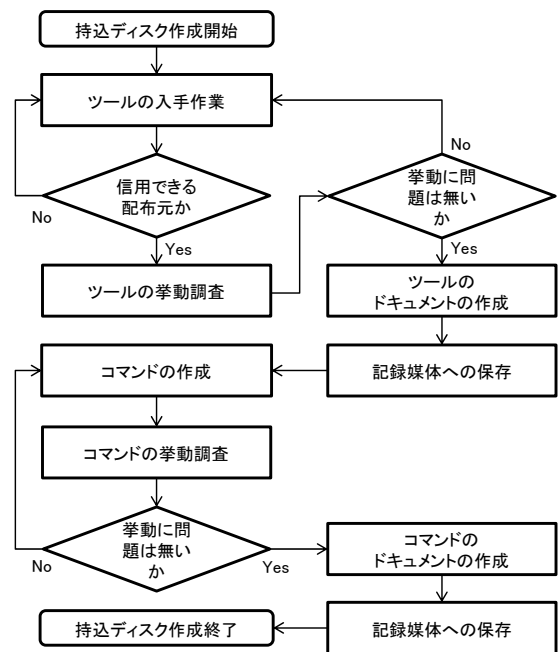 持込ディスク作成開始
ツールの入手作業
信用できる
配布元か
No
Yes
ツールの挙動調査
No
挙動に問
題は無い
か
Yes
ツールの
ドキュメントの作成
記録媒体への保存
コマンドの作成
コマンドの挙動調査
挙動に問
題は無い
か
No
Yes
コマンドの
ドキュメントの作成
記録媒体への保存
持込ディスク作成終了